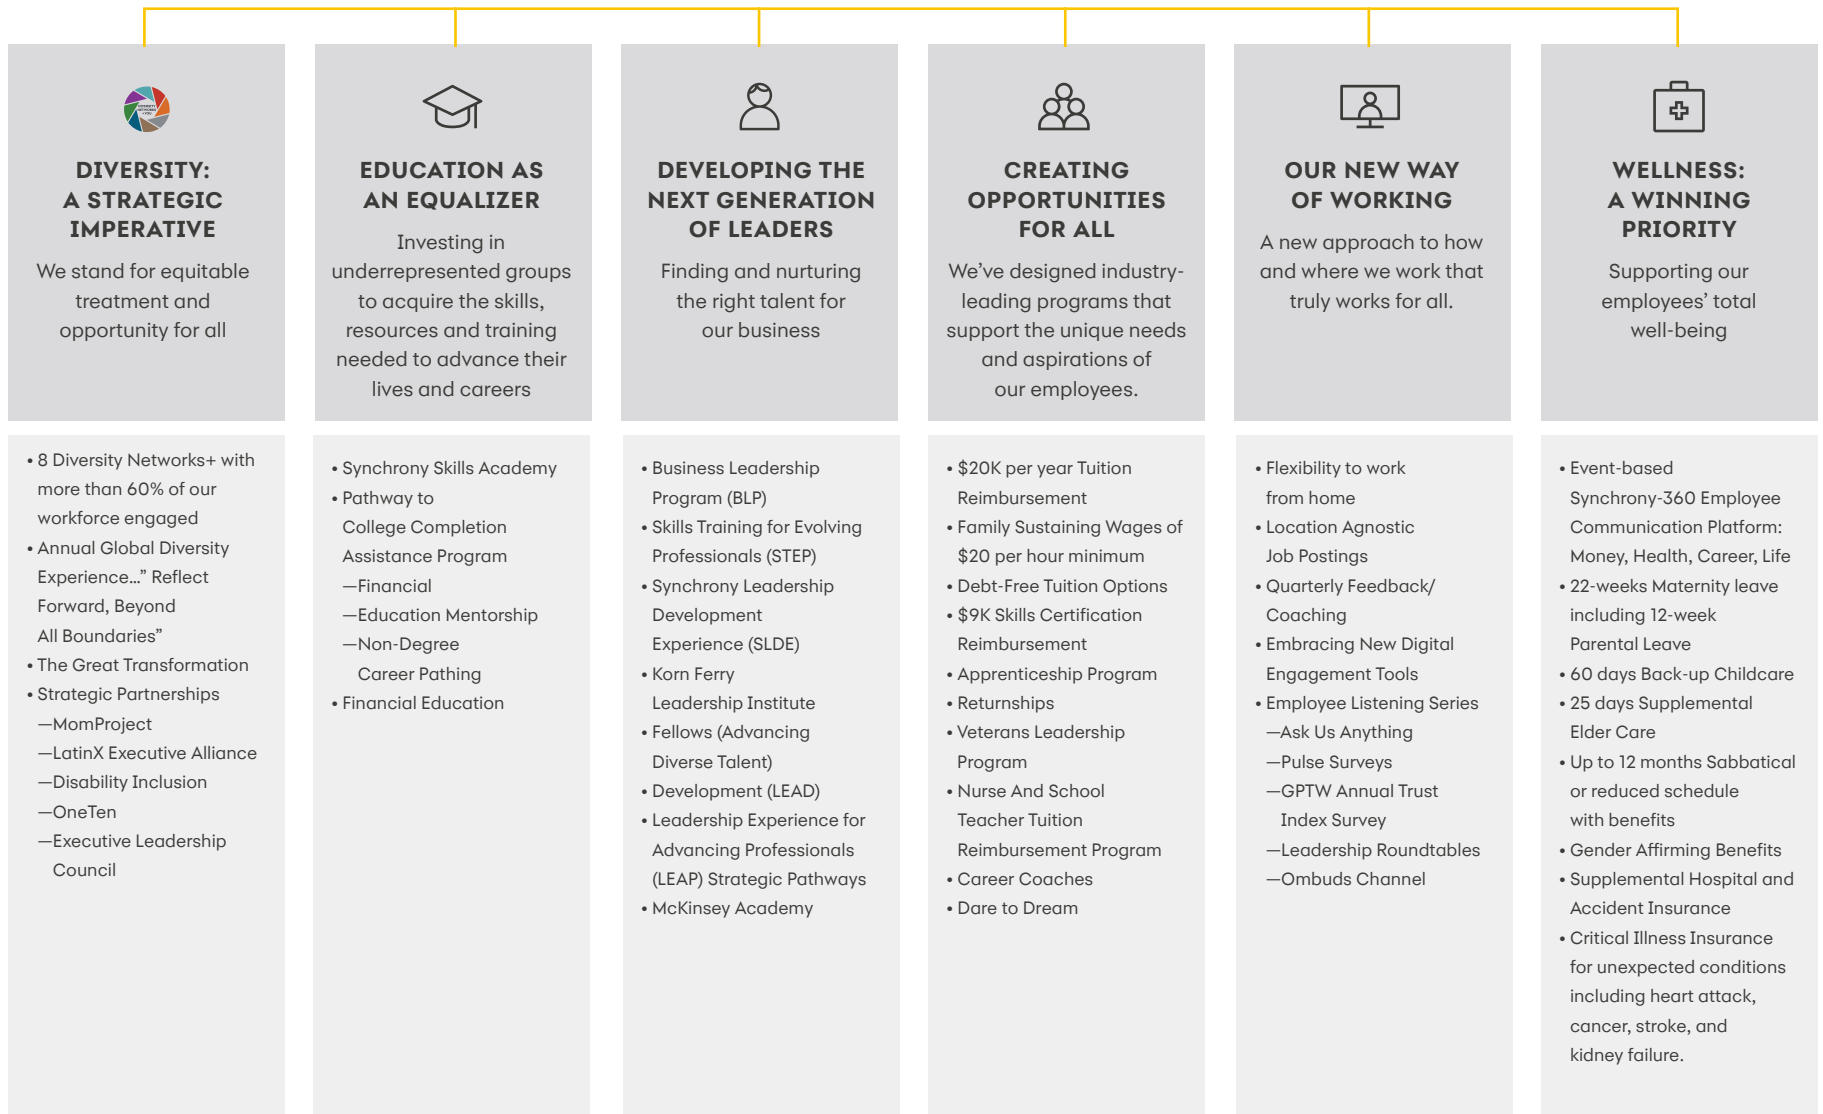 DIVERSITY
NETWORKS
+ YOU
DIVERSITY:
A STRATEGIC
IMPERATIVE
We stand for equitable
treatment and
opportunity for all
• 8 Diversity Networks+ with
more than 60% of our
workforce engaged
• Annual Global Diversity
Experience...” Reflect
Forward, Beyond
All Boundaries”
• The Great Transformation
• Strategic Partnerships
—MomProject
—LatinX Executive Alliance
—Disability Inclusion
—OneTen
—Executive Leadership
Council
EDUCATION AS
AN EQUALIZER
Investing in
underrepresented groups
to acquire the skills,
resources and training
needed to advance their
lives and careers
• Synchrony Skills Academy
• Pathway to
College Completion
Assistance Program
—Financial
—Education Mentorship
—Non-Degree
Career Pathing
• Financial Education
DEVELOPING THE
NEXT GENERATION
OF LEADERS
Finding and nurturing
the right talent for
our business
• Business Leadership
Program (BLP)
• Skills Training for Evolving
Professionals (STEP)
• Synchrony Leadership
Development
Experience (SLDE)
• Korn Ferry
Leadership Institute
• Fellows (Advancing
Diverse Talent)
• Development (LEAD)
• Leadership Experience for
Advancing Professionals
(LEAP) Strategic Pathways
• McKinsey Academy
CREATING
OPPORTUNITIES
FOR ALL
We’ve designed industry-
leading programs that
support the unique needs
and aspirations of
our employees.
• $20K per year Tuition
Reimbursement
• Family Sustaining Wages of
$20 per hour minimum
• Debt-Free Tuition Options
• $9K Skills Certification
Reimbursement
• Apprenticeship Program
• Returnships
• Veterans Leadership
Program
• Nurse And School
Teacher Tuition
Reimbursement Program
• Career Coaches
• Dare to Dream
OUR NEW WAY
OF WORKING
A new approach to how
and where we work that
truly works for all.
• Flexibility to work
from home
• Location Agnostic
Job Postings
• Quarterly Feedback/
Coaching
• Embracing New Digital
Engagement Tools
• Employee Listening Series
—Ask Us Anything
—Pulse Surveys
—GPTW Annual Trust
Index Survey
—Leadership Roundtables
—Ombuds Channel
WELLNESS:
A WINNING
PRIORITY
Supporting our
employees’ total
well-being
• Event-based
Synchrony-360 Employee
Communication Platform:
Money, Health, Career, Life
• 22-weeks Maternity leave
including 12-week
Parental Leave
• 60 days Back-up Childcare
• 25 days Supplemental
Elder Care
• Up to 12 months Sabbatical
or reduced schedule
with benefits
• Gender Affirming Benefits
• Supplemental Hospital and
Accident Insurance
• Critical Illness Insurance
for unexpected conditions
including heart attack,
cancer, stroke, and
kidney failure.